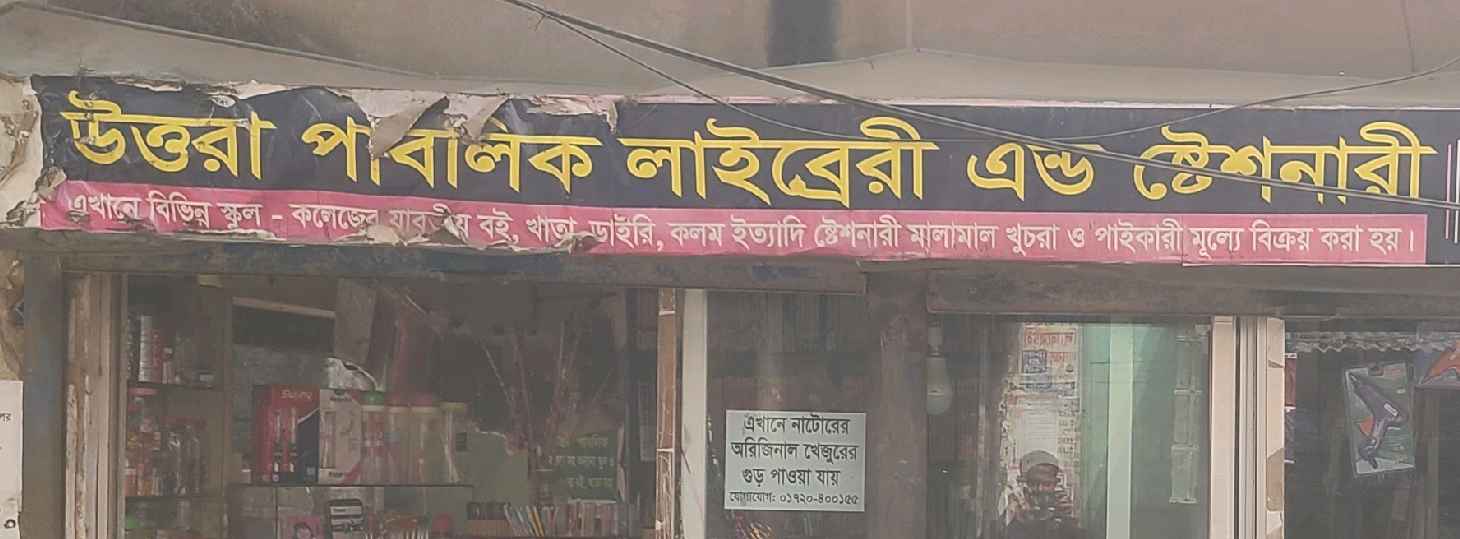 উত্তরা পাবলিক লাইব্রেরী এন্ড ষ্টেশনারী
এখানে বিভিন্ন স্কুল - কলেজের যাবতীয় বই, খাতা, ডাইরি, কলম ইত্যাদি ষ্টেশনারী মালামাল খুচরা ও পাইকারী মূল্যে বিক্রয় করা হয়।
এখানে নাটোরের
অরিজিনাল খেজুরের
গুড় পাওয়া যায়
যোগাযোগ: ০১৭২০-৪০০১৫৫